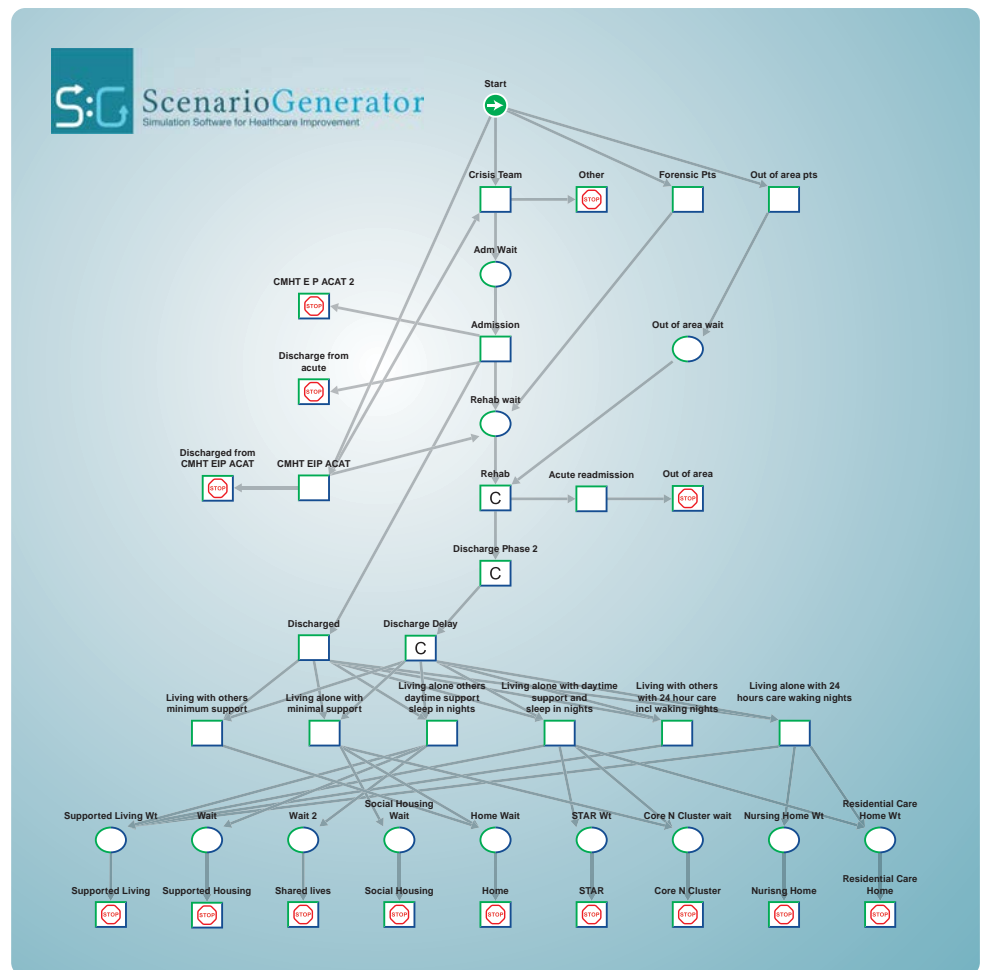 S:G
ScenarioGenerator
Simulation Software for Healthcare Improvement
Start
Crisis Team
Other
Forensic Pts
Out of area pts
STOP
Adm Wait
CMHT E P ACAT 2
STOP
Admission
Out of area wait
Discharge from
acute
STOP
Rehab wait
Discharged from
CMHT EIP ACAT
CMHT EIP ACAT
STOP
Rehab
Acute readmission
Out of area
C
STOP
Discharge Phase 2
C
Discharged
Discharge Delay
C
Living with others
minimum support
Living alone with
minimal support
Living alone others
daytime support
sleep in nights
Living alone with daytime
support and
sleep in nights
Living with others
with 24 hour care
incl waking nights
Living alone with 24
hours care waking nights
Supported Living Wt
Wait
Wait 2
Social Housing
Wait
Home Wait
STAR Wt
Core N Cluster wait
Nursing Home Wt
Residential Care
Home Wt
Supported Living
Supported Housing
Shared lives
Social Housing
Home
STAR
Core N Cluster
Nurisng Home
Residential Care
Home
STOP
STOP
STOP
STOP
STOP
STOP
STOP
STOP
STOP